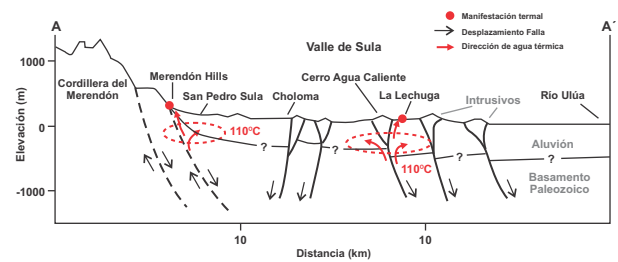 A
A´
Manifestación termal
Desplazamiento Falla
Dirección de agua térmica
Valle de Sula
1000
0
-1000
Elevación (m)
Cordillera del
Merendón
Merendón Hills
San Pedro Sula
Choloma
Cerro Agua Caliente
La Lechuga
Intrusivos
Rio Ulúa
110ºC
?
?
?
?
110ºC
Aluvión
Basamento
Paleozoico
10
10
Distancia (km)